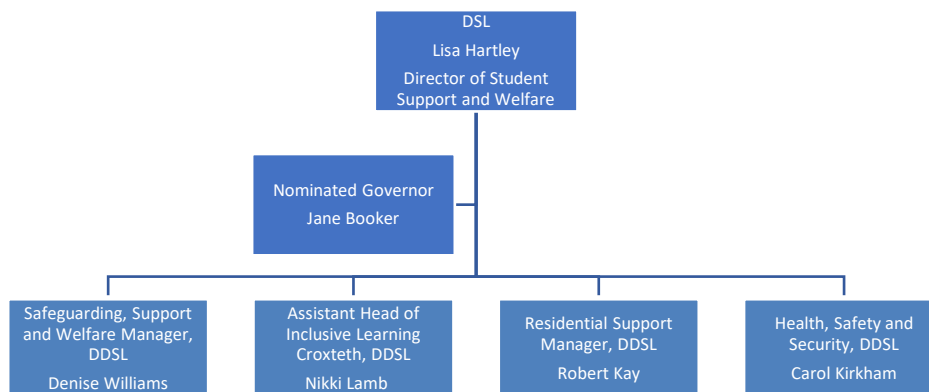 DSL
Lisa Hartley
Director of Student
Support and Welfare
Nominated Governor
Jane Booker
Safeguarding, Support
and Welfare Manager,
DDSL
Denise Williams
Assistant Head of
Inclusive Learning
Croxteth, DDSL
Nikki Lamb
Residential Support
Manager, DDSL
Robert Kay
Health, Safety and
Security, DDSL
Carol Kirkham